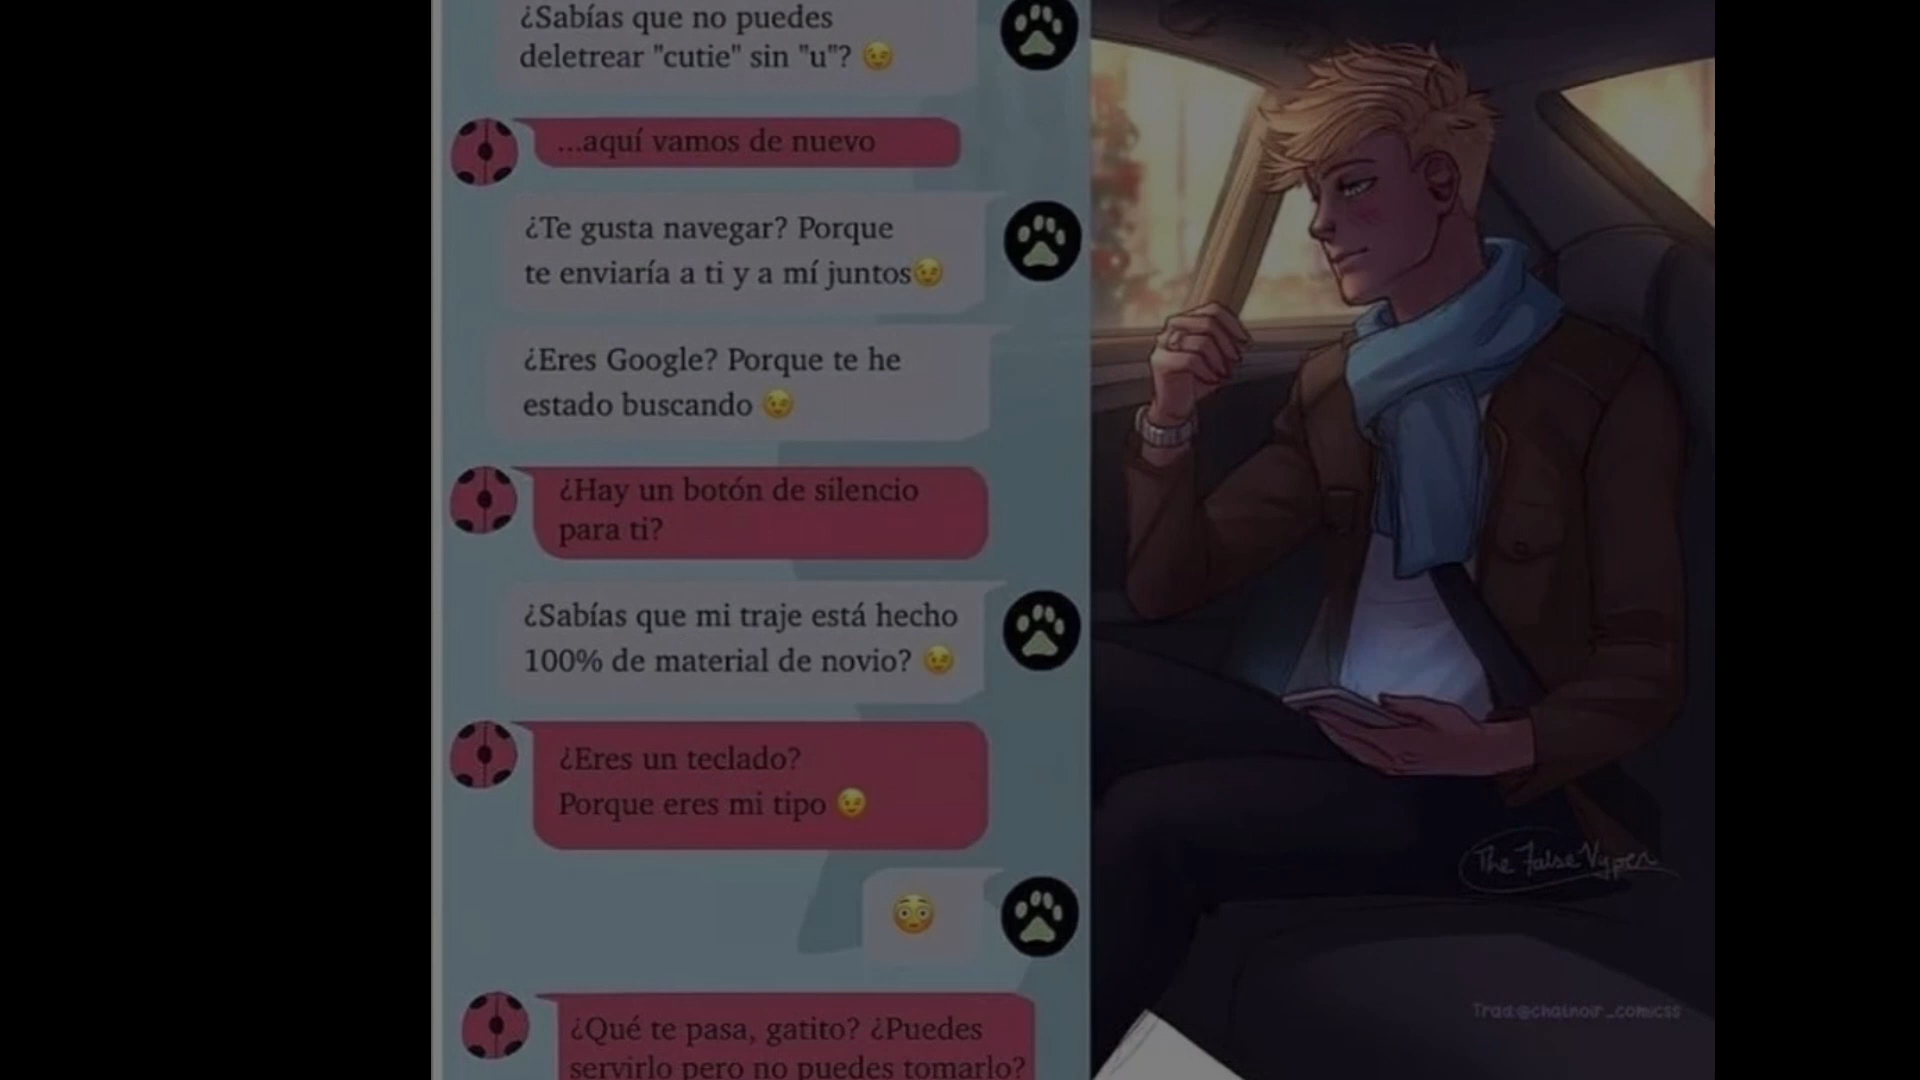 ¿Sabías que no puedes
deletrear "cutie" sin "u"? 😉
...aquí vamos de nuevo
¿Te gusta navegar? Porque
te enviaría a ti y a mí juntos😉
¿Eres Google? Porque te he
estado buscando 😉
¿Hay un botón de silencio
para ti?
¿Sabías que mi traje está hecho
100% de material de novio? 😉
¿Eres un teclado?
Porque eres mi tipo 😉
😳
¿Qué te pasa, gatito? ¿Puedes
servirlo pero no puedes tomarlo?
The False Vyper
Trad:@chatnoir_comicss